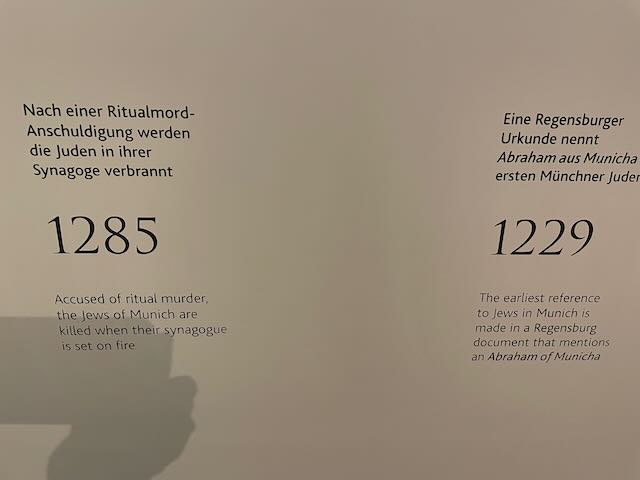 Nach einer Ritualmord-
Anschuldigung werden
die Juden in ihrer
Synagoge verbrannt
1285
Accused of ritual murder,
the Jews of Munich are
killed when their synagogue
is set on fire
Eine Regensburger
Urkunde nennt
Abraham aus Municha
ersten Münchner Juden
1229
The earliest reference
to Jews in Munich is
made in a Regensburg
document that mentions
an Abraham of Municha